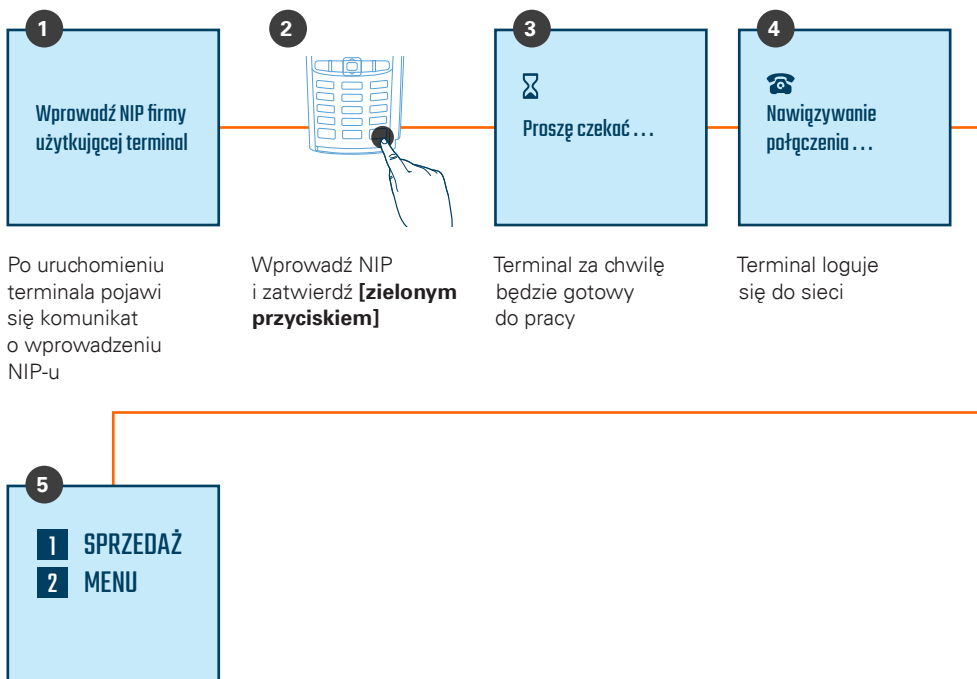 1
Wprowadź NIP firmy
użytkującej terminal
Po uruchomieniu
terminala pojawi
się komunikat
o wprowadzeniu
NIP-u
2
Wprowadź NIP
i zatwierdź [zielonym
przyciskiem]
3
Proszę czekać...
Terminal za chwilę
będzie gotowy
do pracy
4
Nawiązywanie
połączenia...
Terminal loguje
się do sieci
5
1 SPRZEDAŻ
2 MENU